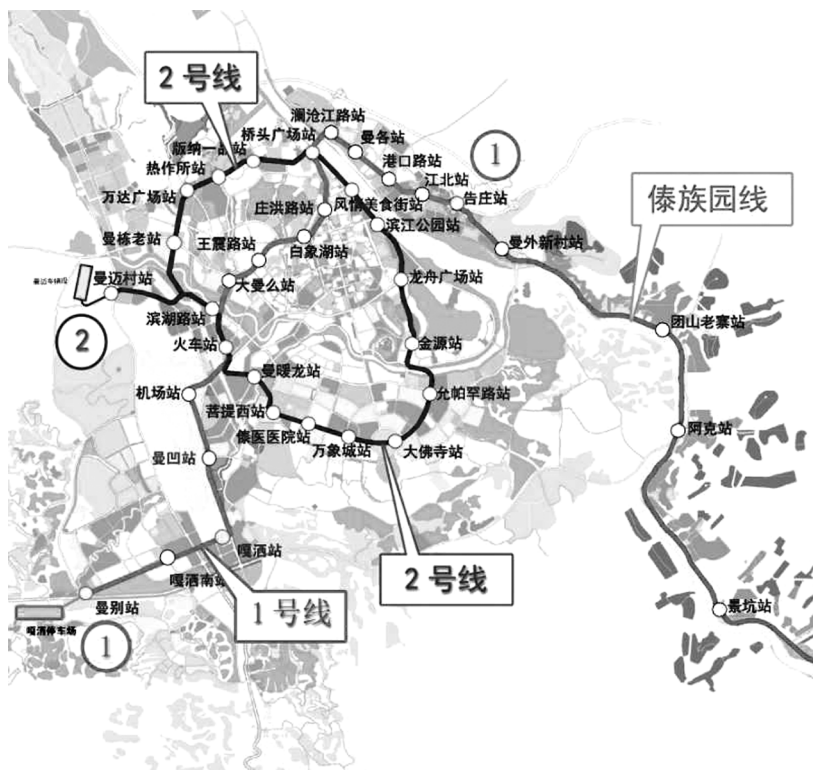 2 号线
澜沧江路站
桥头广场站
曼各站
版纳一战站
港口路站
①
热作所站
江北站
万达广场站
庄洪路站
风情美食街站
告庄站
傣族园线
滨江公园站
曼栋老站
王震路站
白象湖站
曼外新村站
曼迈村站
大曼么站
龙舟广场站
滨湖路站
团山老寨站
②
火车站
金源站
曼暖龙站
机场站
允帕罕路站
菩提西站
傣医医院站
阿克站
万象城站
大佛寺站
曼凹站
嘎洒站
2 号线
嘎洒南站
曼别站
1 号线
景坑站
嘎洒停车场
①